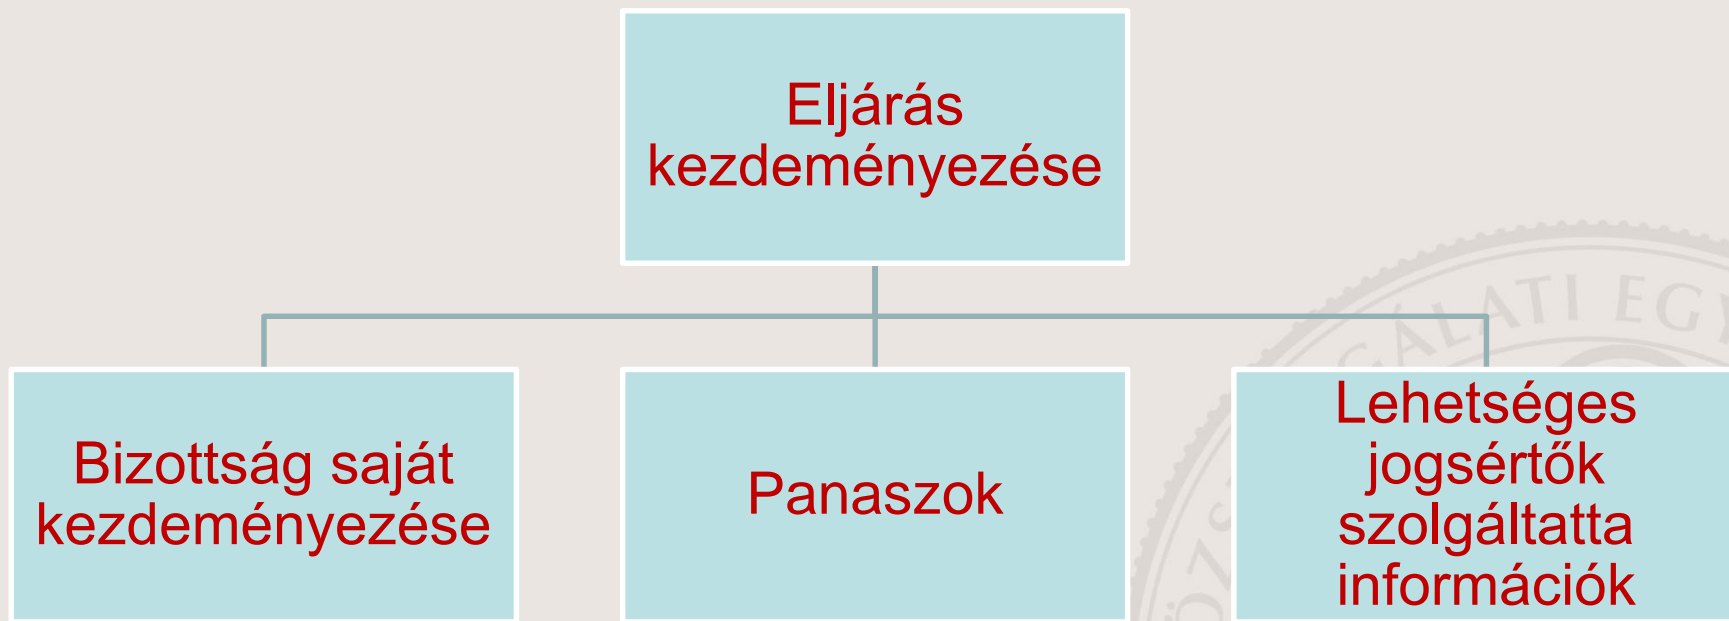 Eljárás
kezdeményezése
Bizottság saját
kezdeményezése
Panaszok
Lehetséges
jogsértők
szolgáltatta
információk